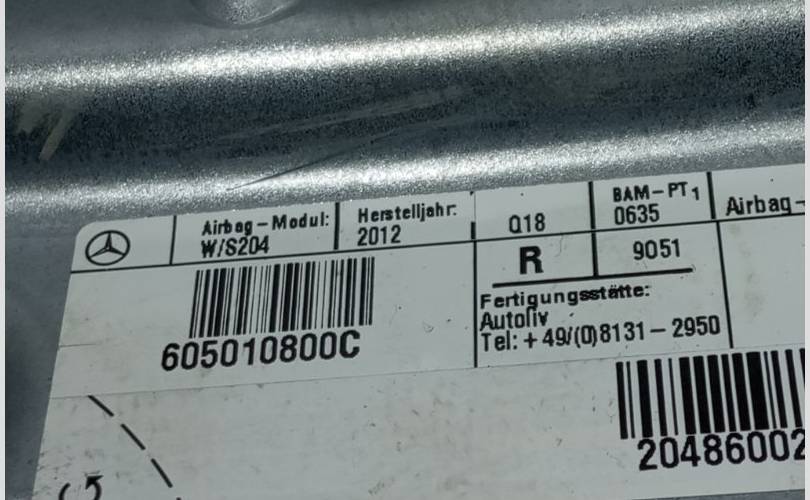 Airbag-Modul:
W/S204
Herstelljahr:
2012
Q18
BAM-PT1
0635
Airbag-
R
9051
605010800C
Fertigungsstätte:
Autoliv
Tel: +49/(0)8131-2950
20486002